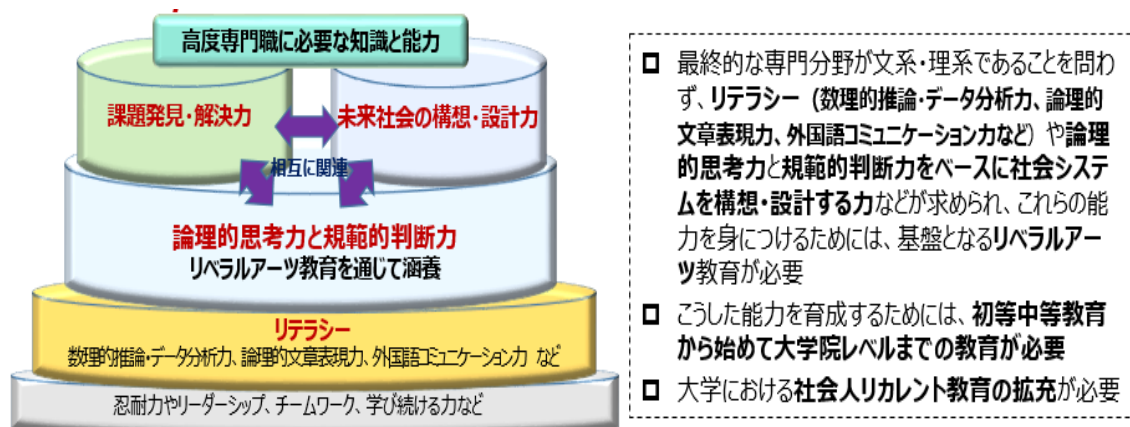 高度専門職に必要な知識と能力
課題発見・解決力
未来社会の構想・設計力
相互に関連
論理的思考力と規範的判断力
リベラルアーツ教育を通じて涵養
リテラシー
数理的推論・データ分析力、論理的文章表現力、外国語コミュニケーション力 など
忍耐力やリーダーシップ、チームワーク、学び続ける力など
最終的な専門分野が文系・理系であることを問わ
ず、リテラシー（数理的推論・データ分析力、論理的
文章表現力、外国語コミュニケーション力など）や論理
的思考力と規範的判断力をベースに社会システ
ムを構想・設計する力などが求められ、これらの能
力を身につけるためには、基盤となるリベラルアー
ツ教育が必要
こうした能力を育成するためには、初等中等教育
から始めて大学院レベルまでの教育が必要
大学における社会人リカレント教育の拡充が必要